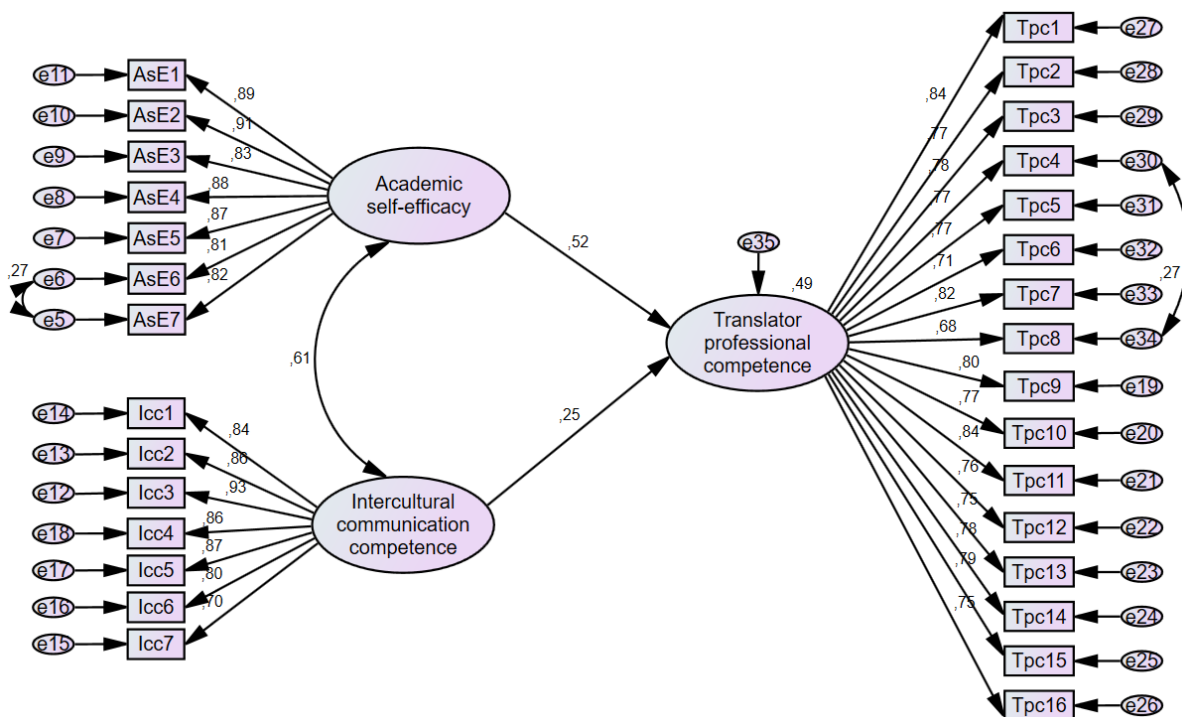 e11 AsE1
e10 AsE2
e9 AsE3
e8 AsE4
e7 AsE5
e6 AsE6
e5 AsE7
,27
,89
,91
,83
,88
,87
,81
,82
Academic
self-efficacy
,61
e14 Icc1
e13 Icc2
e12 Icc3
e18 Icc4
e17 Icc5
e16 Icc6
e15 Icc7
,84
,86
,93
,86
,87
,80
,70
Intercultural
communication
competence
,52
,25
e35
,49
Translator
professional
competence
,84
,77
,78
,77
,77
,71
,82
,68
,80
,77
,84
,76
,75
,78
,79
,75
Tpc1 e27
Tpc2 e28
Tpc3 e29
Tpc4 e30
Tpc5 e31
Tpc6 e32
Tpc7 e33
Tpc8 e34
Tpc9 e19
Tpc10 e20
Tpc11 e21
Tpc12 e22
Tpc13 e23
Tpc14 e24
Tpc15 e25
Tpc16 e26
,27